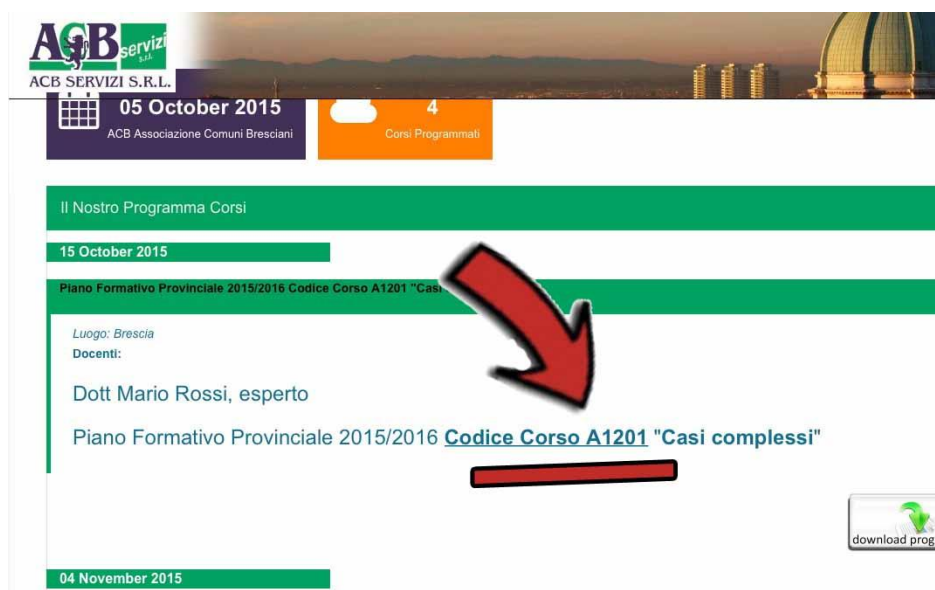 ACB servizi
s.r.l.
ACB SERVIZI S.R.L.
05 October 2015
ACB Associazione Comuni Bresciani
4
Corsi Programmati
Il Nostro Programma Corsi
15 October 2015
Piano Formativo Provinciale 2015/2016 Codice Corso A1201 "Casi
Luogo: Brescia
Docenti:
Dott Mario Rossi, esperto
Piano Formativo Provinciale 2015/2016 Codice Corso A1201 "Casi complessi"
download prog
04 November 2015